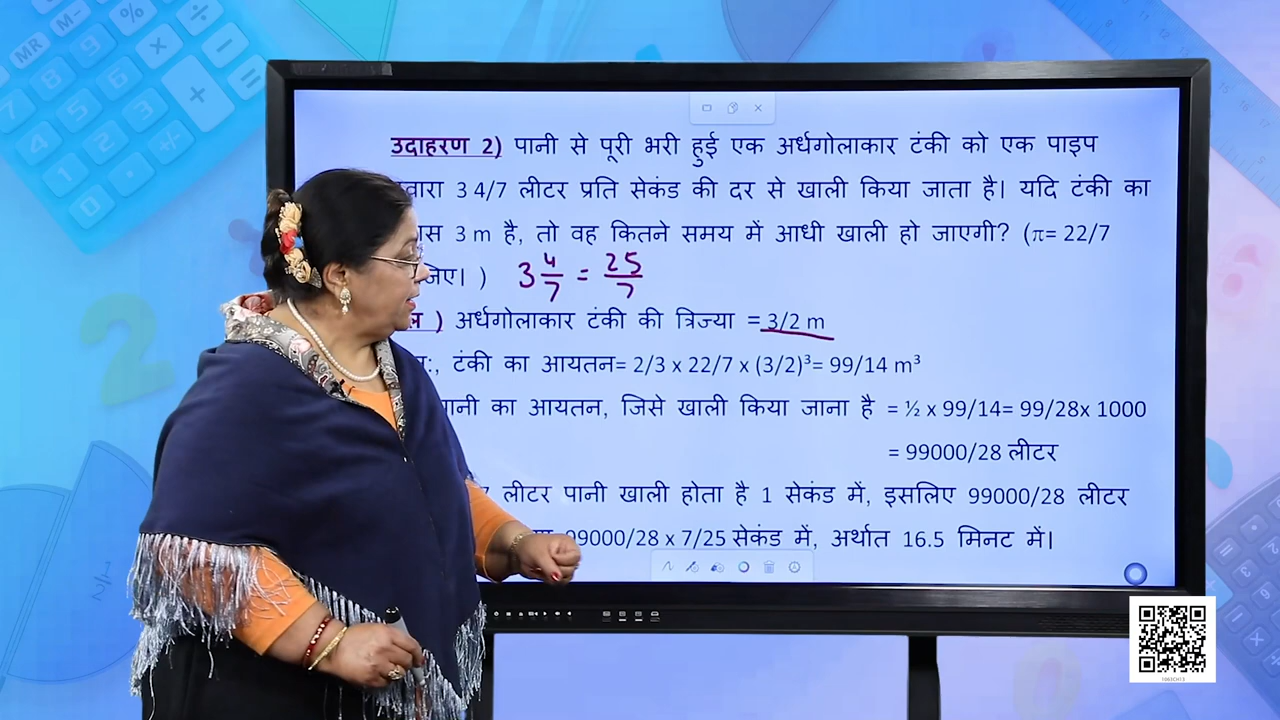 उदाहरण 2) पानी से पूरी भरी हुई एक अर्धगोलाकार टंकी को एक पाइप
3 4/7 लीटर प्रति सेकंड की दर से खाली किया जाता है। यदि टंकी का
3 m है, तो वह कितने समय में आधी खाली हो जाएगी? (π= 22/7
) 3 4/7 = 25/7
) अर्धगोलाकार टंकी की त्रिज्या = 3/2 m
टंकी का आयतन= 2/3 x 22/7 x (3/2)³= 99/14 m³
का आयतन, जिसे खाली किया जाना है = ½ x 99/14= 99/28x 1000
= 99000/28 लीटर
लीटर पानी खाली होता है 1 सेकंड में, इसलिए 99000/28 लीटर
99000/28 x 7/25 सेकंड में, अर्थात 16.5 मिनट में।
1063CH13